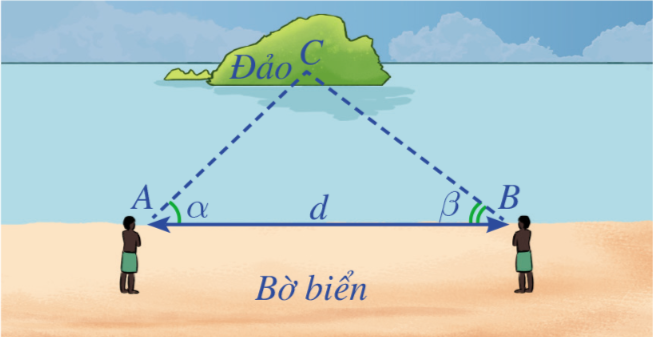 Đảo C
A α d β B
Bờ biển